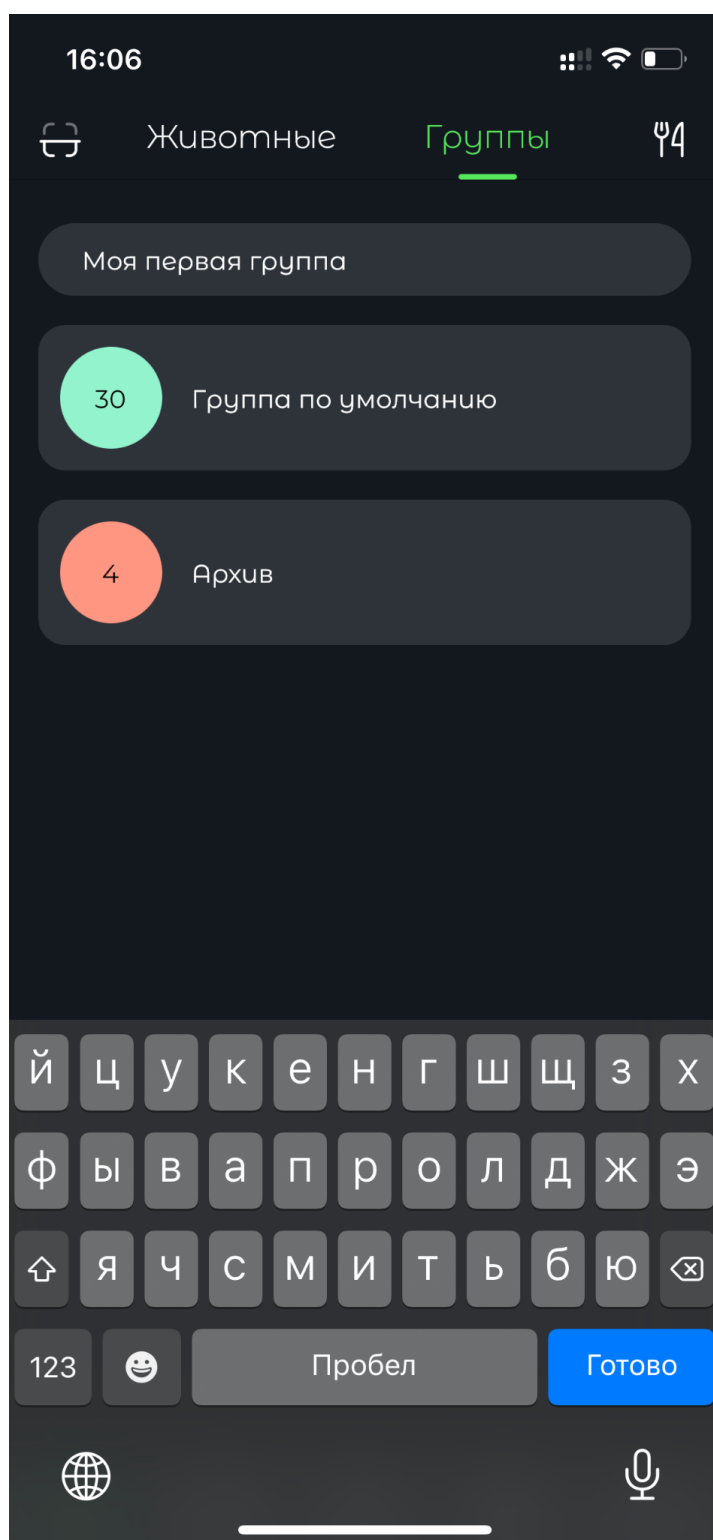 16:06
Животные Группы
Моя первая группа
30 Группа по умолчанию
4 Архив
й ц у к е н г ш щ з х
ф ы в а п р о л д ж э
я ч с м и т ь б ю
123 Пробел Готово